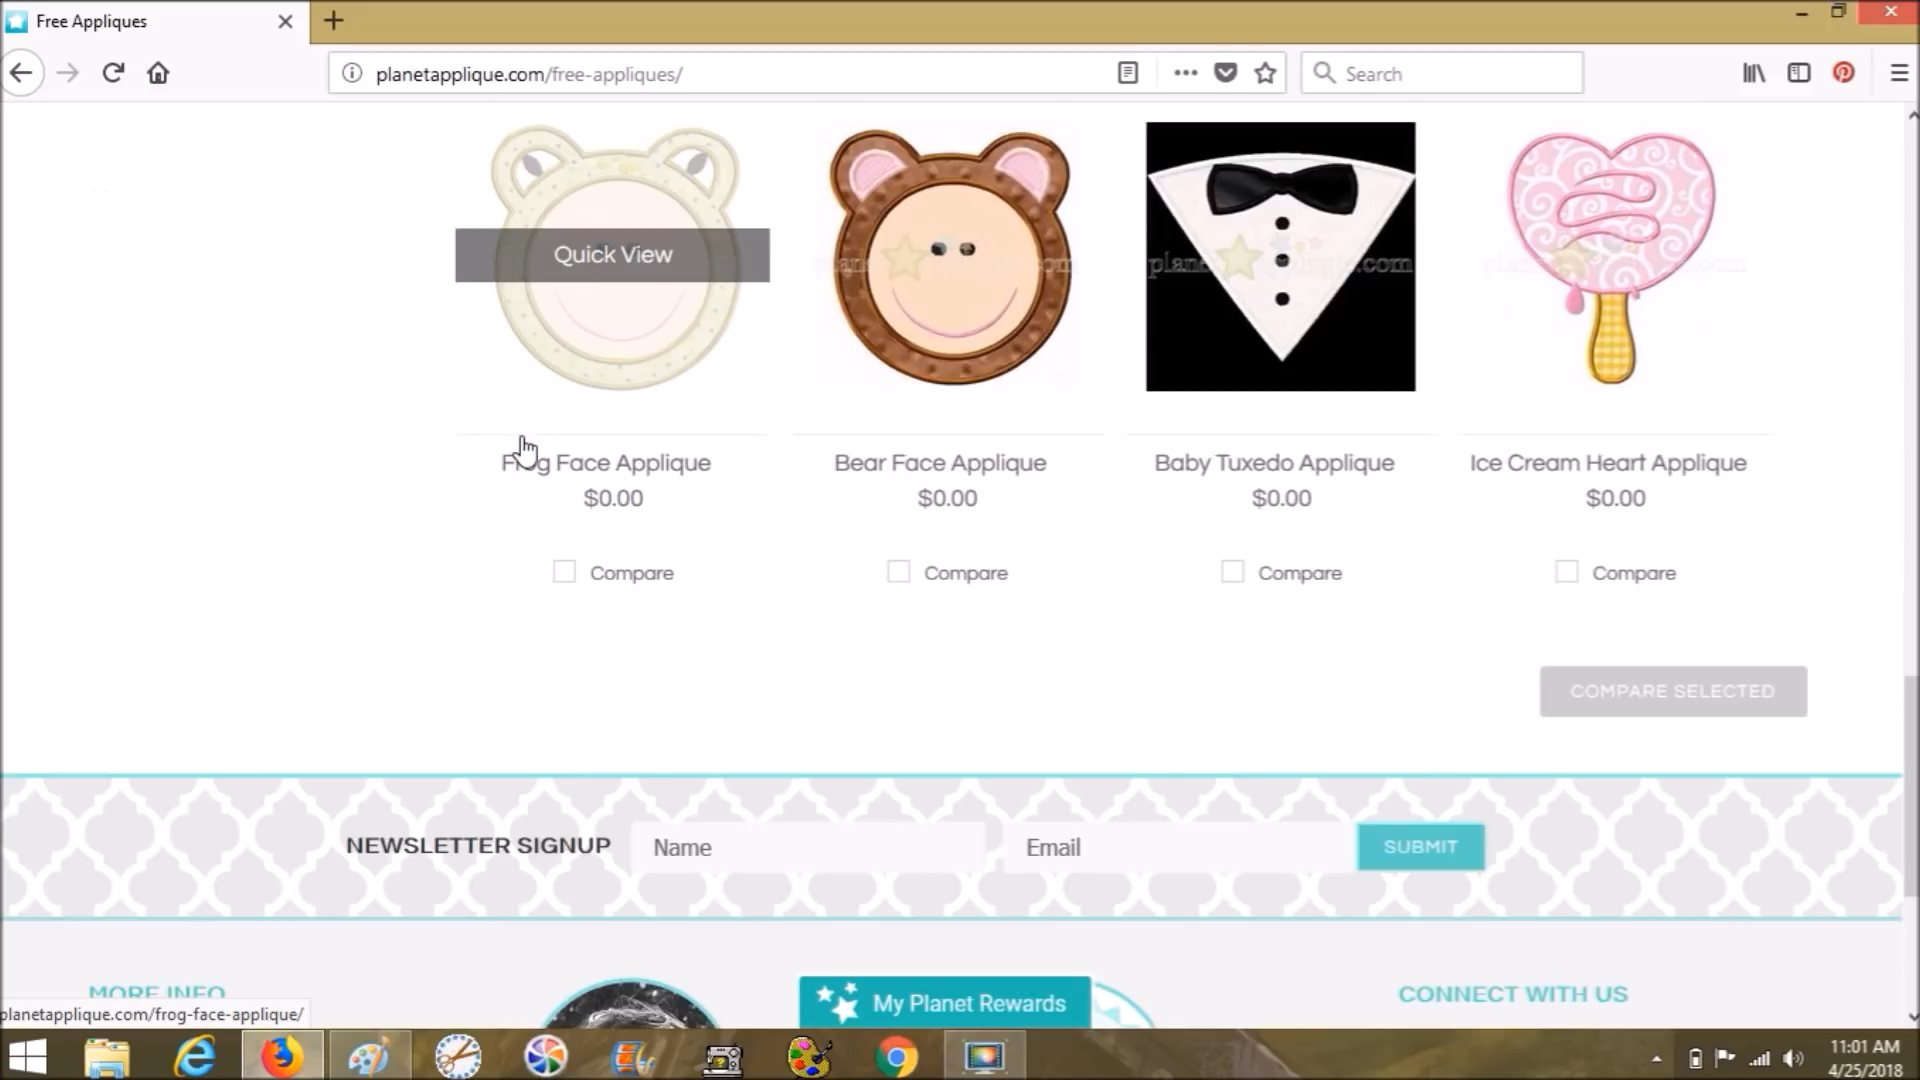 Free Appliques
planetapplique.com/free-appliques/
Search
Quick View
Frog Face Applique
$0.00
Compare
Bear Face Applique
$0.00
Compare
Baby Tuxedo Applique
$0.00
Compare
Ice Cream Heart Applique
$0.00
Compare
COMPARE SELECTED
NEWSLETTER SIGNUP
Name
Email
SUBMIT
MORE INFO
My Planet Rewards
CONNECT WITH US
planetapplique.com/frog-face-applique/
11:01 AM
4/25/2018